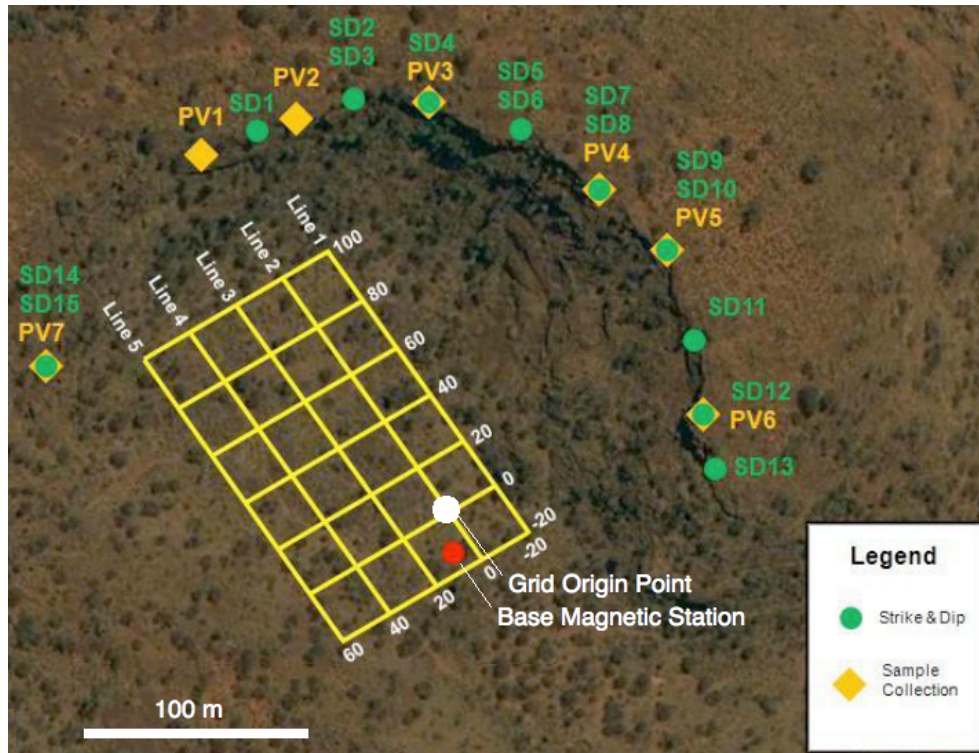 SD2
SD3
SD4
PV3
SD5
SD6
PV2
SD1
PV1
SD7
SD8
PV4
SD9
SD10
PV5
Line 1
Line 2
Line 3
Line 4
Line 5
100
80
60
40
20
0
-20
-20
0
20
40
60
SD14
SD15
PV7
SD11
SD12
PV6
SD13
Grid Origin Point
Base Magnetic Station
100 m
Legend
Strike & Dip
Sample
Collection